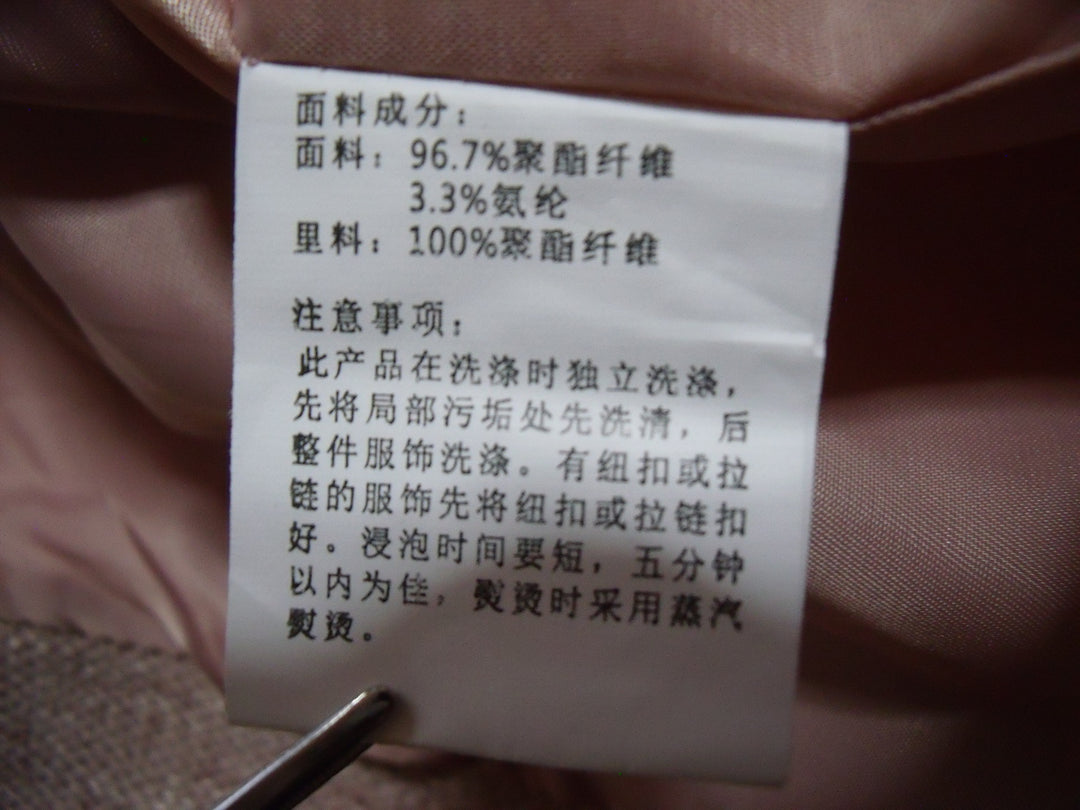 面料成分：
面料：96.7%聚酯纤维
3.3%氨纶
里料：100%聚酯纤维
注意事项：
此产品在洗涤时独立洗涤，
先将局部污垢处先洗清，后
整件服饰洗涤。有纽扣或拉
链的服饰先将纽扣或拉链扣
好。浸泡时间要短，五分钟
以内为佳，熨烫时采用蒸汽
熨烫。